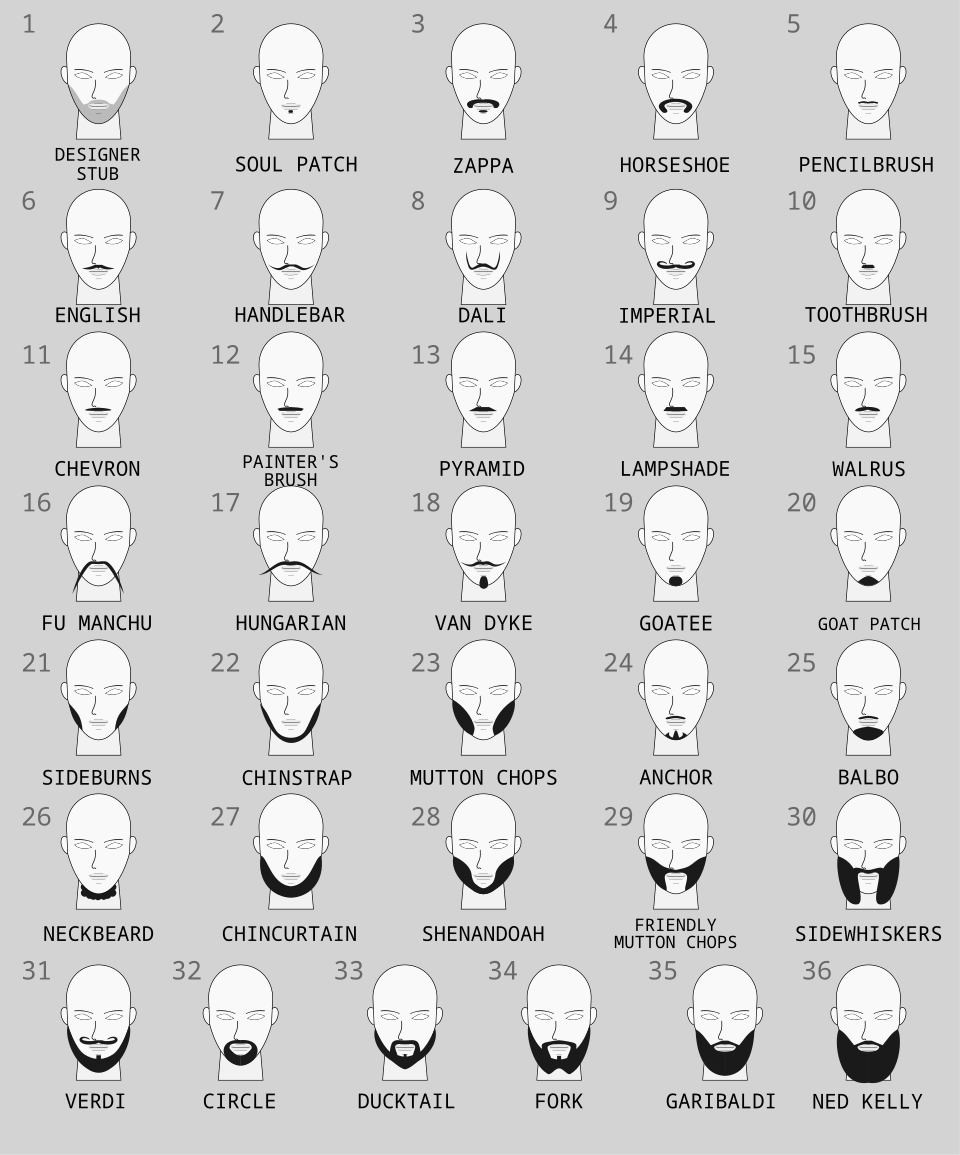 1 2 3 4 5
DESIGNER
STUB
SOUL PATCH
ZAPPA
HORSESHOE
PENCILBRUSH
6 7 8 9 10
ENGLISH
HANDLEBAR
DALI
IMPERIAL
TOOTHBRUSH
11 12 13 14 15
CHEVRON
PAINTER'S
BRUSH
PYRAMID
LAMPSHADE
WALRUS
16 17 18 19 20
FU MANCHU
HUNGARIAN
VAN DYKE
GOATEE
GOAT PATCH
21 22 23 24 25
SIDEBURNS
CHINSTRAP
MUTTON CHOPS
ANCHOR
BALBO
26 27 28 29 30
NECKBEARD
CHINCURTAIN
SHENANDOAH
FRIENDLY
MUTTON CHOPS
SIDEWHISKERS
31 32 33 34 35 36
VERDI
CIRCLE
DUCKTAIL
FORK
GARIBALDI
NED KELLY